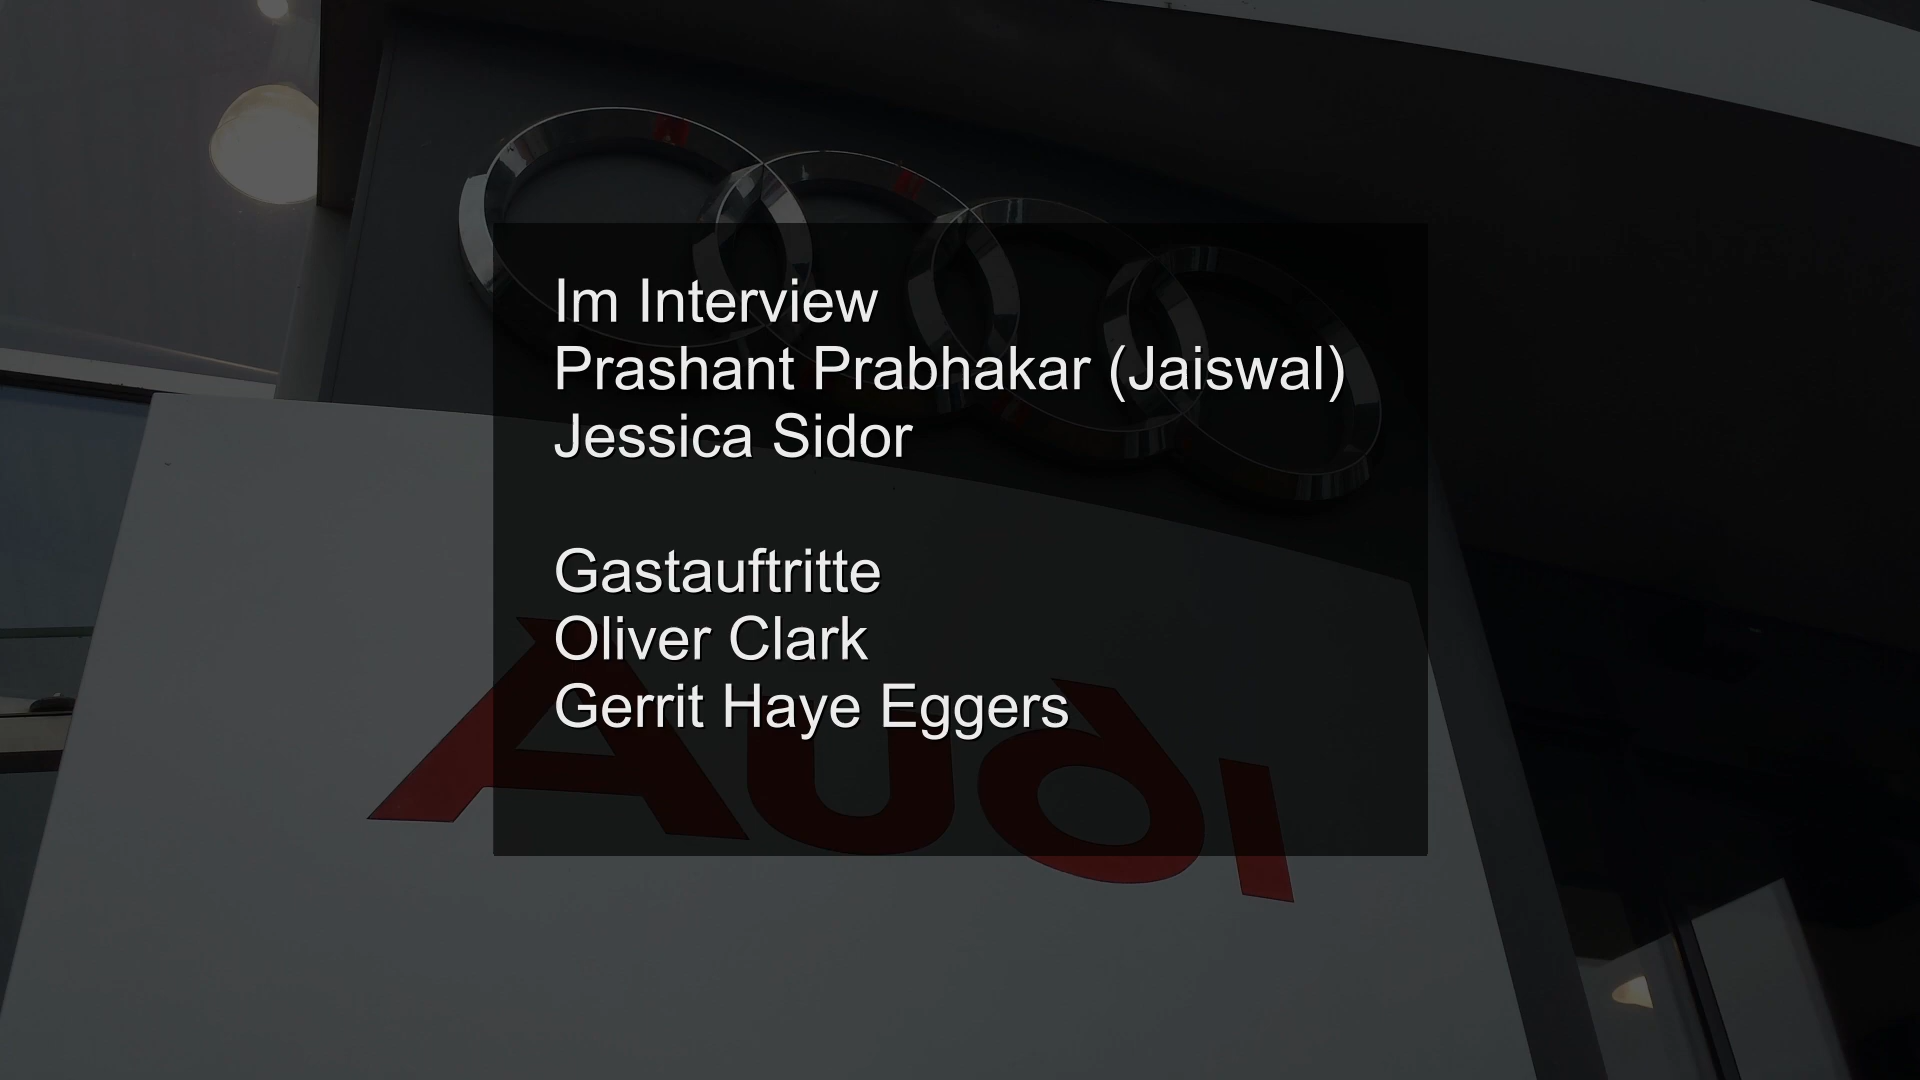 Im Interview
Prashant Prabhakar (Jaiswal)
Jessica Sidor
Gastauftritte
Oliver Clark
Gerrit Haye Eggers
Audi